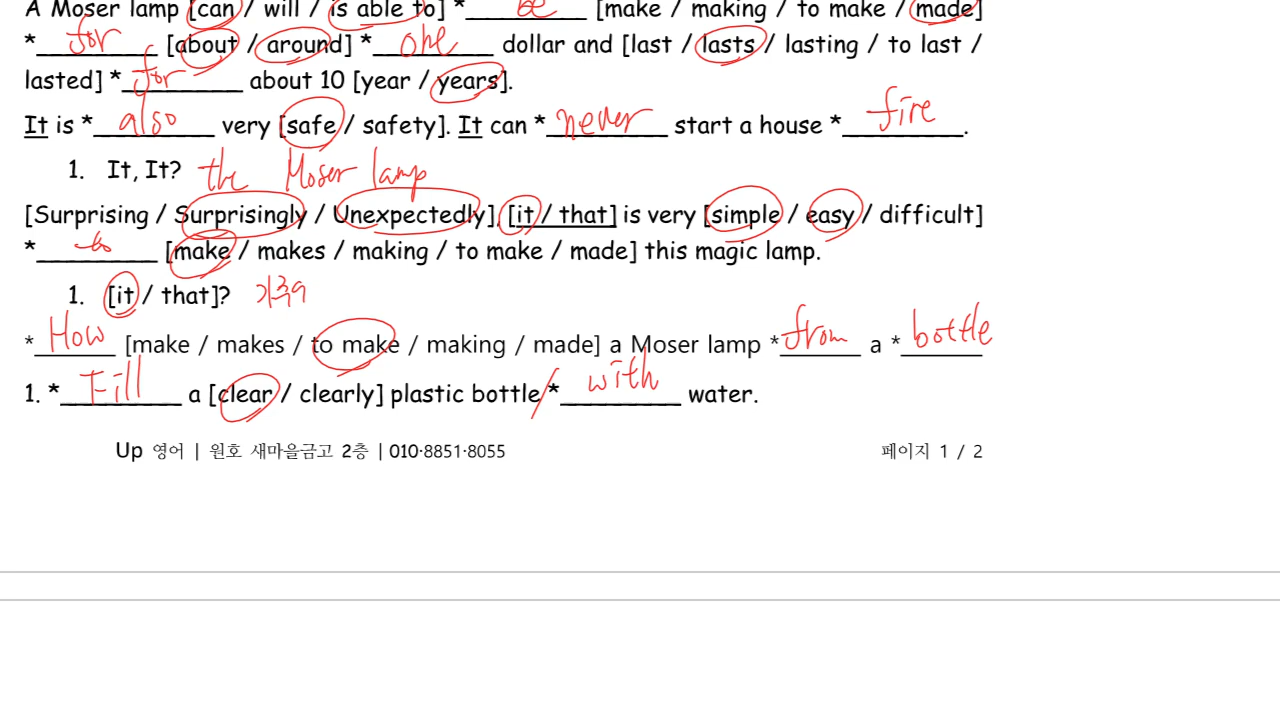 A Moser lamp [can / will / is able to] *be [make / making / to make / made]
*for [about / around] *one dollar and [last / lasts / lasting / to last /
lasted] *for about 10 [year / years].
It is *also very [safe / safety]. It can *never start a house *fire.
1. It, It? the Moser lamp
[Surprising / Surprisingly / Unexpectedly], [it / that] is very [simple / easy / difficult]
*to [make / makes / making / to make / made] this magic lamp.
1. [it / that]? 가주어
*How [make / makes / to make / making / made] a Moser lamp *from a *bottle
1. *Fill a [clear / clearly] plastic bottle / *with water.
Up 영어 | 원호 새마을금고 2층 | 010-8851-8055 페이지 1 / 2